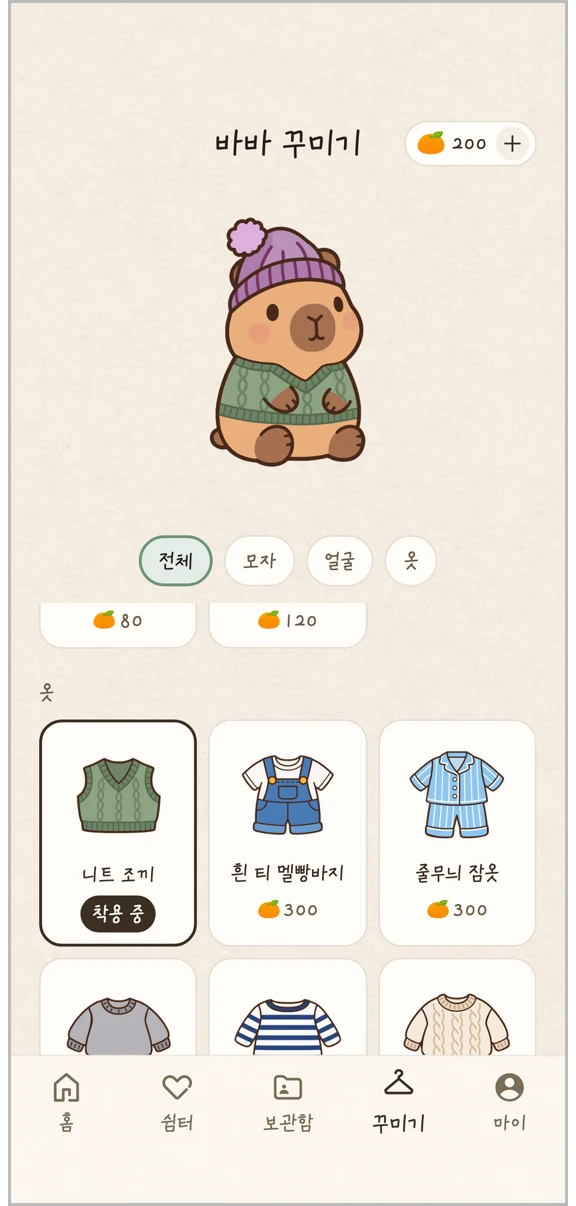 바바 꾸미기
200
전체 모자 얼굴 옷
80 120
옷
니트 조끼 흰 티 멜빵바지 줄무늬 잠옷
착용 중 300 300
홈 쉼터 보관함 꾸미기 마이